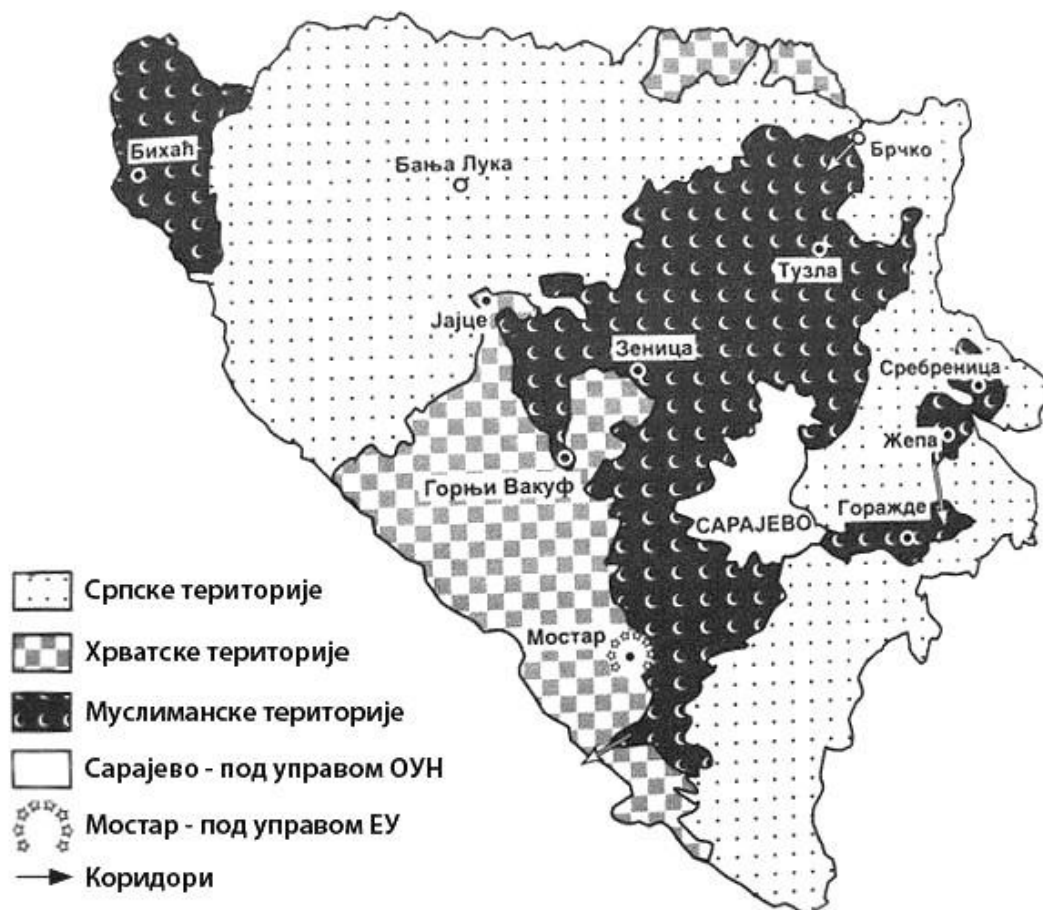 Бихаћ
Бања Лука
Брчко
Тузла
Јајце
Зеница
Сребреница
Жепа
Горњи Вакуф
Горажде
САРАЈЕВО
Мостар
Српске територије
Хрватске територије
Муслиманске територије
Сарајево - под управом ОУН
Мостар - под управом ЕУ
Коридори